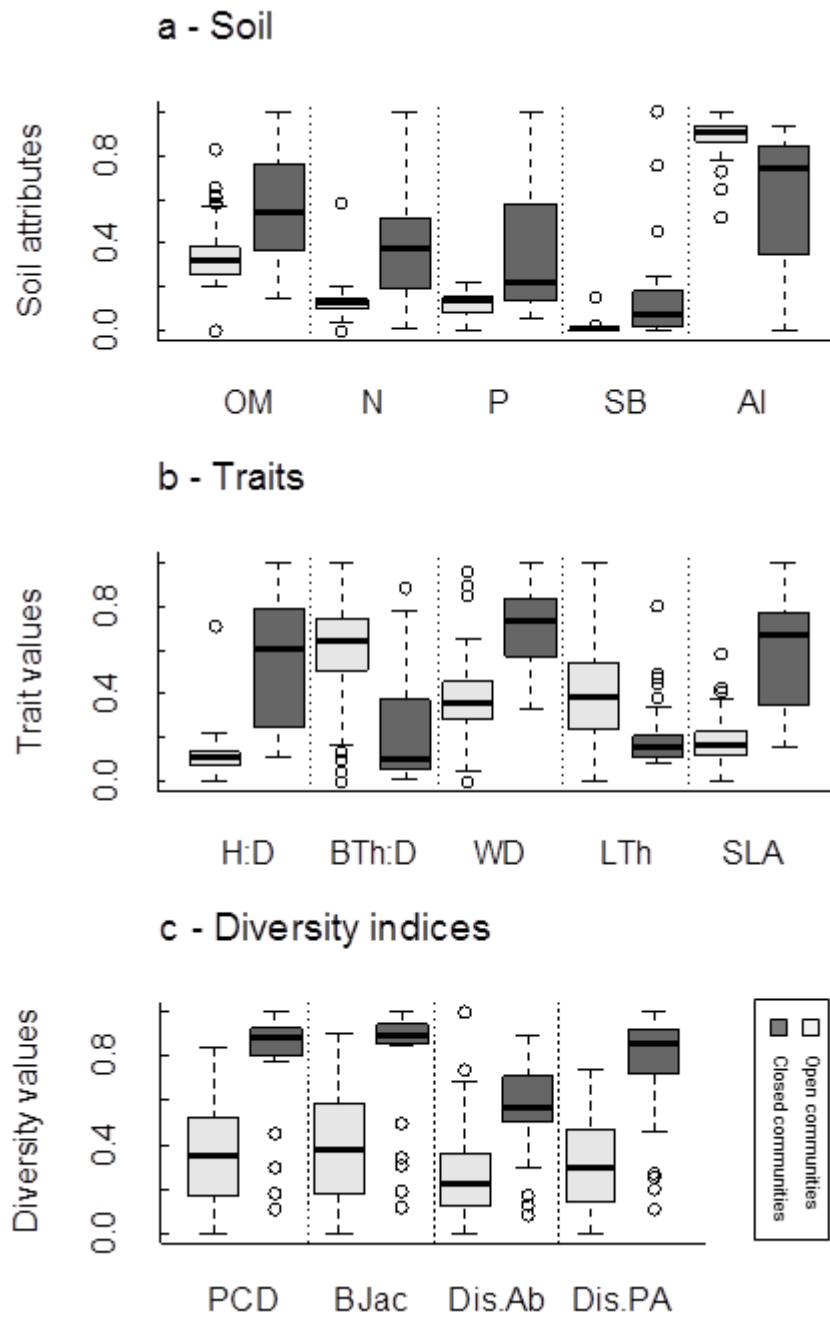 a - Soil
Soil attributes
0.8
0.4
0.0
OM N P SB Al
b - Traits
Trait values
0.8
0.4
0.0
H:D BTh:D WD LTh SLA
c - Diversity indices
Diversity values
0.8
0.4
0.0
PCD BJac Dis.Ab Dis.PA
Open communities
Closed communities